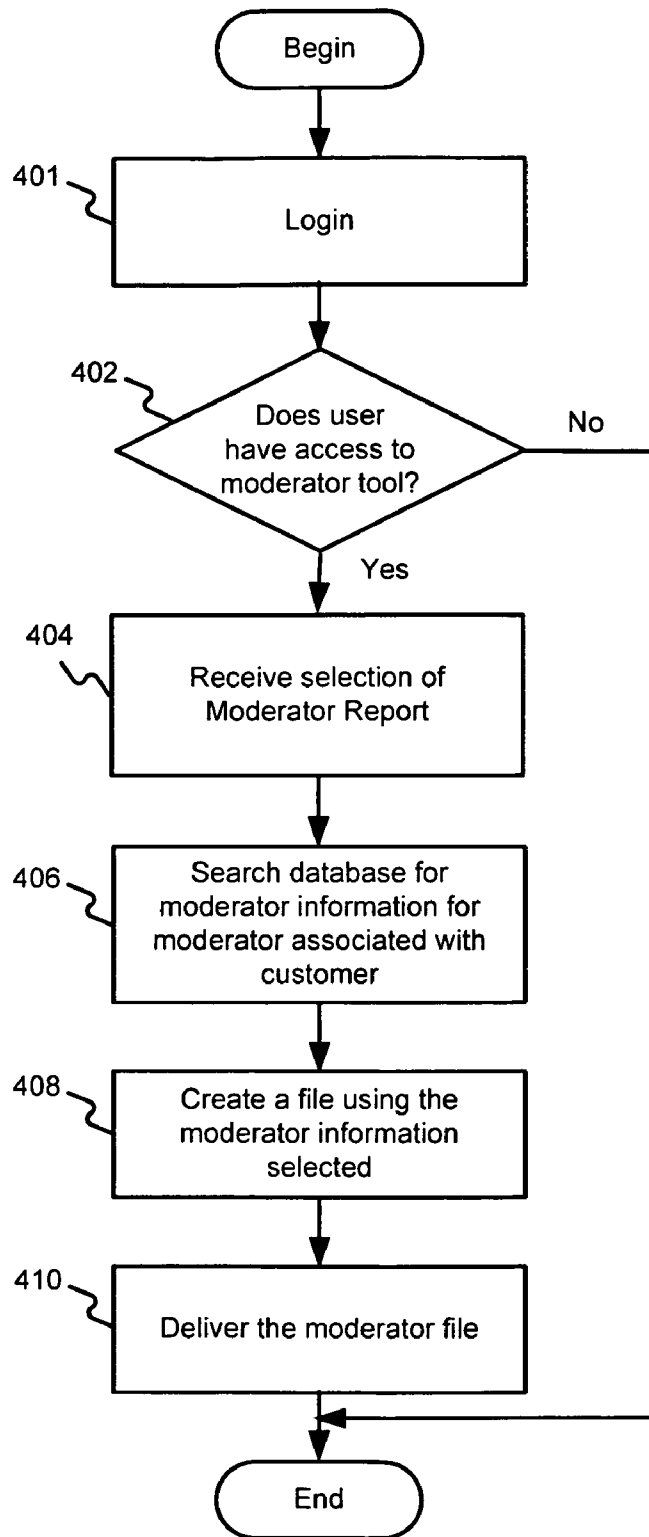 Begin
401
Login
402
Does user
have access to
moderator tool?
No
Yes
404
Receive selection of
Moderator Report
406
Search database for
moderator information for
moderator associated with
customer
408
Create a file using the
moderator information
selected
410
Deliver the moderator file
End